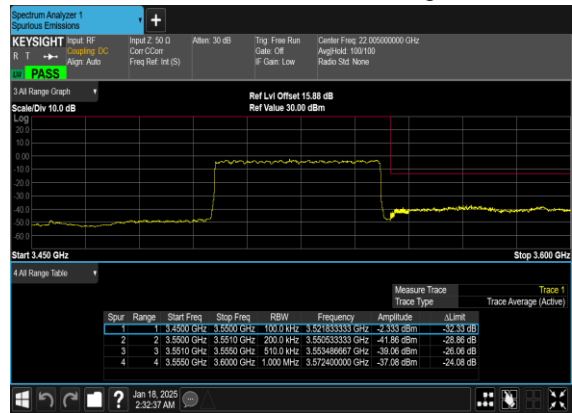 Spectrum Analyzer 1
Spurious Emissions
KEYSIGHT Input: RF Input Z: 50 Ω Atten: 30 dB Trig: Free Run Center Freq: 22.005000000 GHz
R T Coupling: DC Corr CCorr Gate: Off Avg|Hold: 100/100
Align: Auto Freq Ref: Int (S) IF Gain: Low Radio Std: None
PASS
3 All Range Graph
Ref Lvl Offset 15.88 dB
Scale/Div 10.0 dB Ref Value 30.00 dBm
Log
20.0
10.0
0.00
-10.0
-20.0
-30.0
-40.0
-50.0
-60.0
Start 3.450 GHz Stop 3.600 GHz
4 All Range Table
Measure Trace Trace 1
Trace Type Trace Average (Active)
Spur Range Start Freq Stop Freq RBW Frequency Amplitude ΔLimit
1 1 3.4500 GHz 3.5500 GHz 100.0 kHz 3.521833333 GHz -2.333 dBm -32.33 dB
2 2 3.5500 GHz 3.5510 GHz 200.0 kHz 3.550533333 GHz -41.86 dBm -28.86 dB
3 3 3.5510 GHz 3.5550 GHz 510.0 kHz 3.553486667 GHz -39.06 dBm -26.06 dB
4 4 3.5550 GHz 3.6000 GHz 1.000 MHz 3.572400000 GHz -37.08 dBm -24.08 dB
Jan 18, 2025
2:32:37 AM